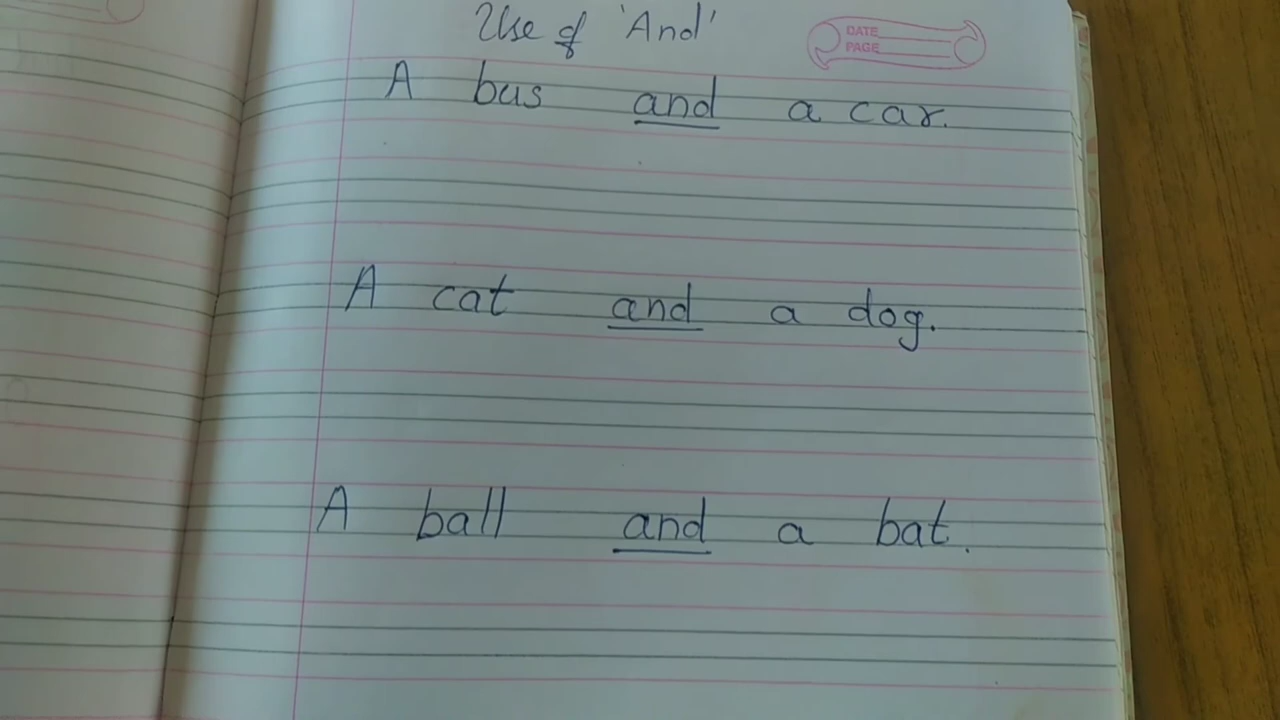 Use of 'And'
DATE
PAGE
A bus and a car.
A cat and a dog.
A ball and a bat.